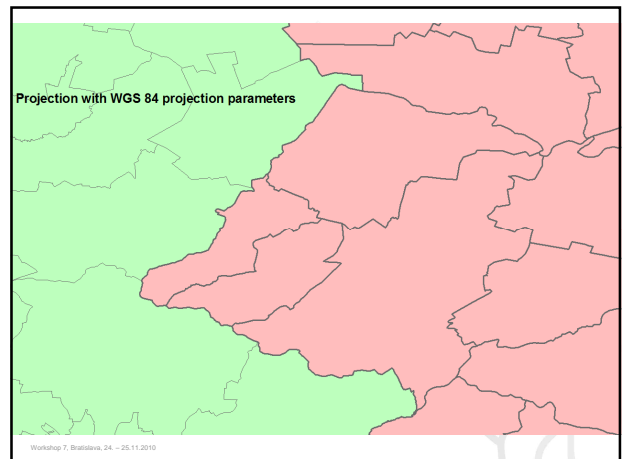 Projection with WGS 84 projection parameters
Workshop 7, Bratislava, 24. – 25.11.2010